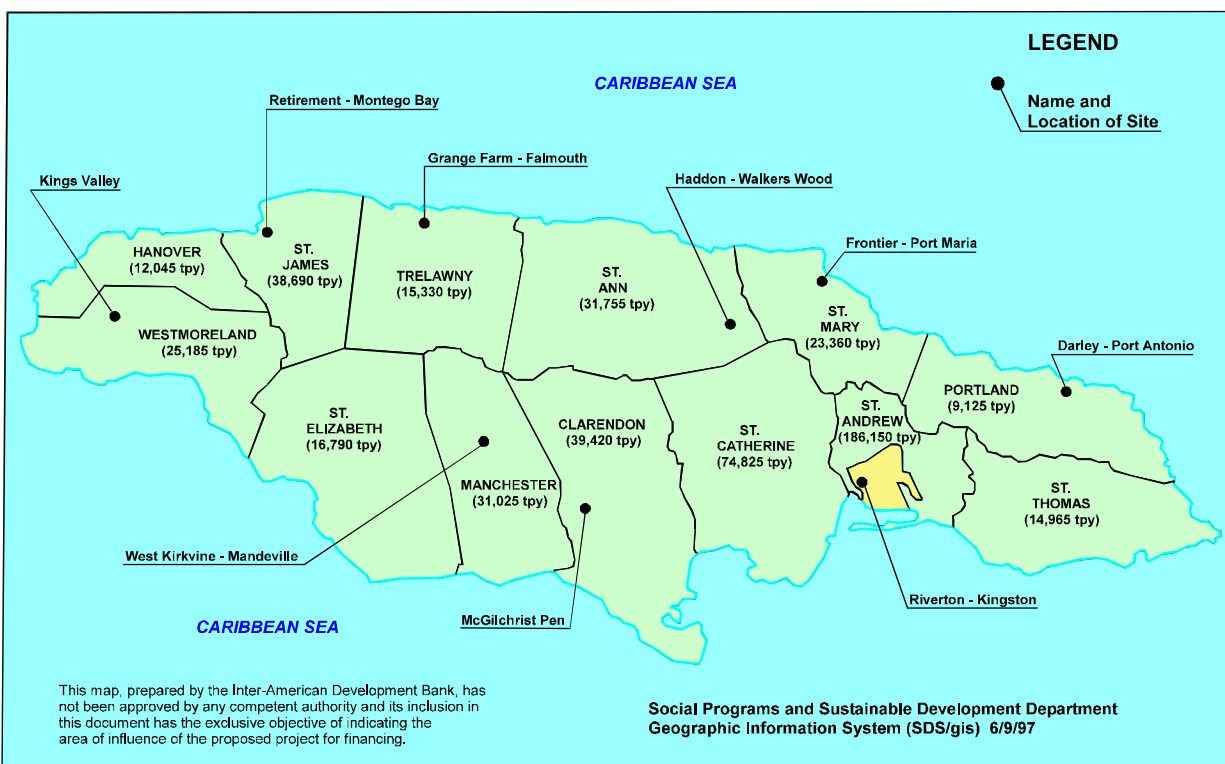 LEGEND
CARIBBEAN SEA
Name and
Location of Site
Retirement - Montego Bay
Grange Farm - Falmouth
Haddon - Walkers Wood
Kings Valley
Frontier - Port Maria
HANOVER
(12,045 tpy)
ST.
JAMES
(38,690 tpy)
TRELAWNY
(15,330 tpy)
ST.
ANN
(31,755 tpy)
ST.
MARY
(23,360 tpy)
WESTMORELAND
(25,185 tpy)
Darley - Port Antonio
PORTLAND
(9,125 tpy)
ST.
ELIZABETH
(16,790 tpy)
CLARENDON
(39,420 tpy)
ST.
CATHERINE
(74,825 tpy)
ST.
ANDREW
(186,150 tpy)
MANCHESTER
(31,025 tpy)
ST.
THOMAS
(14,965 tpy)
West Kirkvine - Mandeville
McGilchrist Pen
Riverton - Kingston
CARIBBEAN SEA
This map, prepared by the Inter-American Development Bank, has
not been approved by any competent authority and its inclusion in
this document has the exclusive objective of indicating the
area of influence of the proposed project for financing.
Social Programs and Sustainable Development Department
Geographic Information System (SDS/gis) 6/9/97